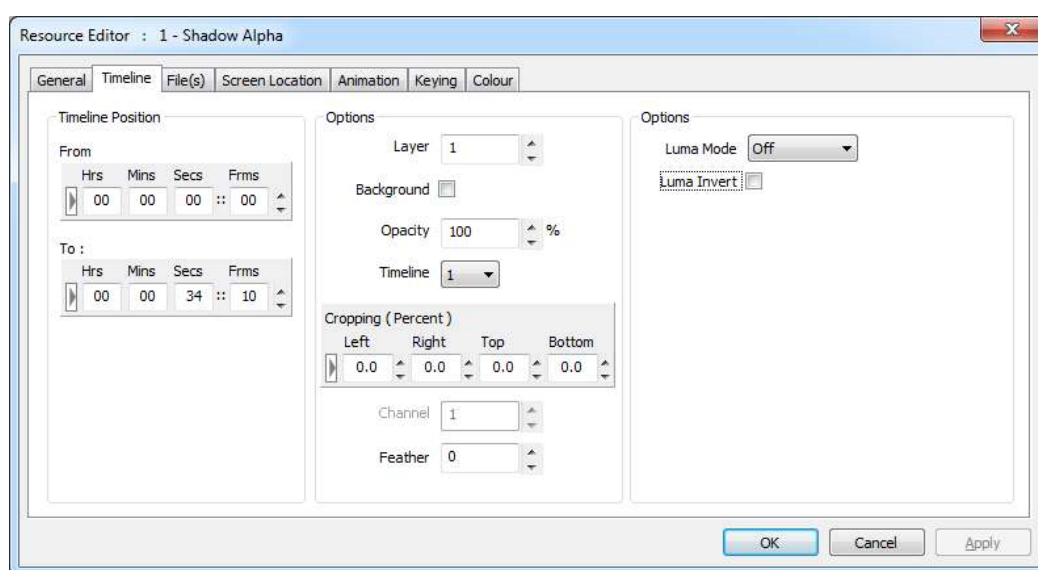 Resource Editor : 1 - Shadow Alpha
General Timeline File(s) Screen Location Animation Keying Colour
Timeline Position
From
Hrs Mins Secs Frms
00 00 00 :: 00
To :
Hrs Mins Secs Frms
00 00 34 :: 10
Options
Layer 1
Background
Opacity 100 %
Timeline 1
Cropping ( Percent )
Left Right Top Bottom
0.0 0.0 0.0 0.0
Channel 1
Feather 0
Options
Luma Mode Off
Luma Invert
OK Cancel Apply